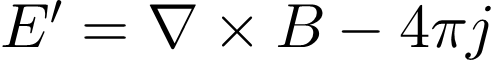 E′ = ∇ × B − 4πj